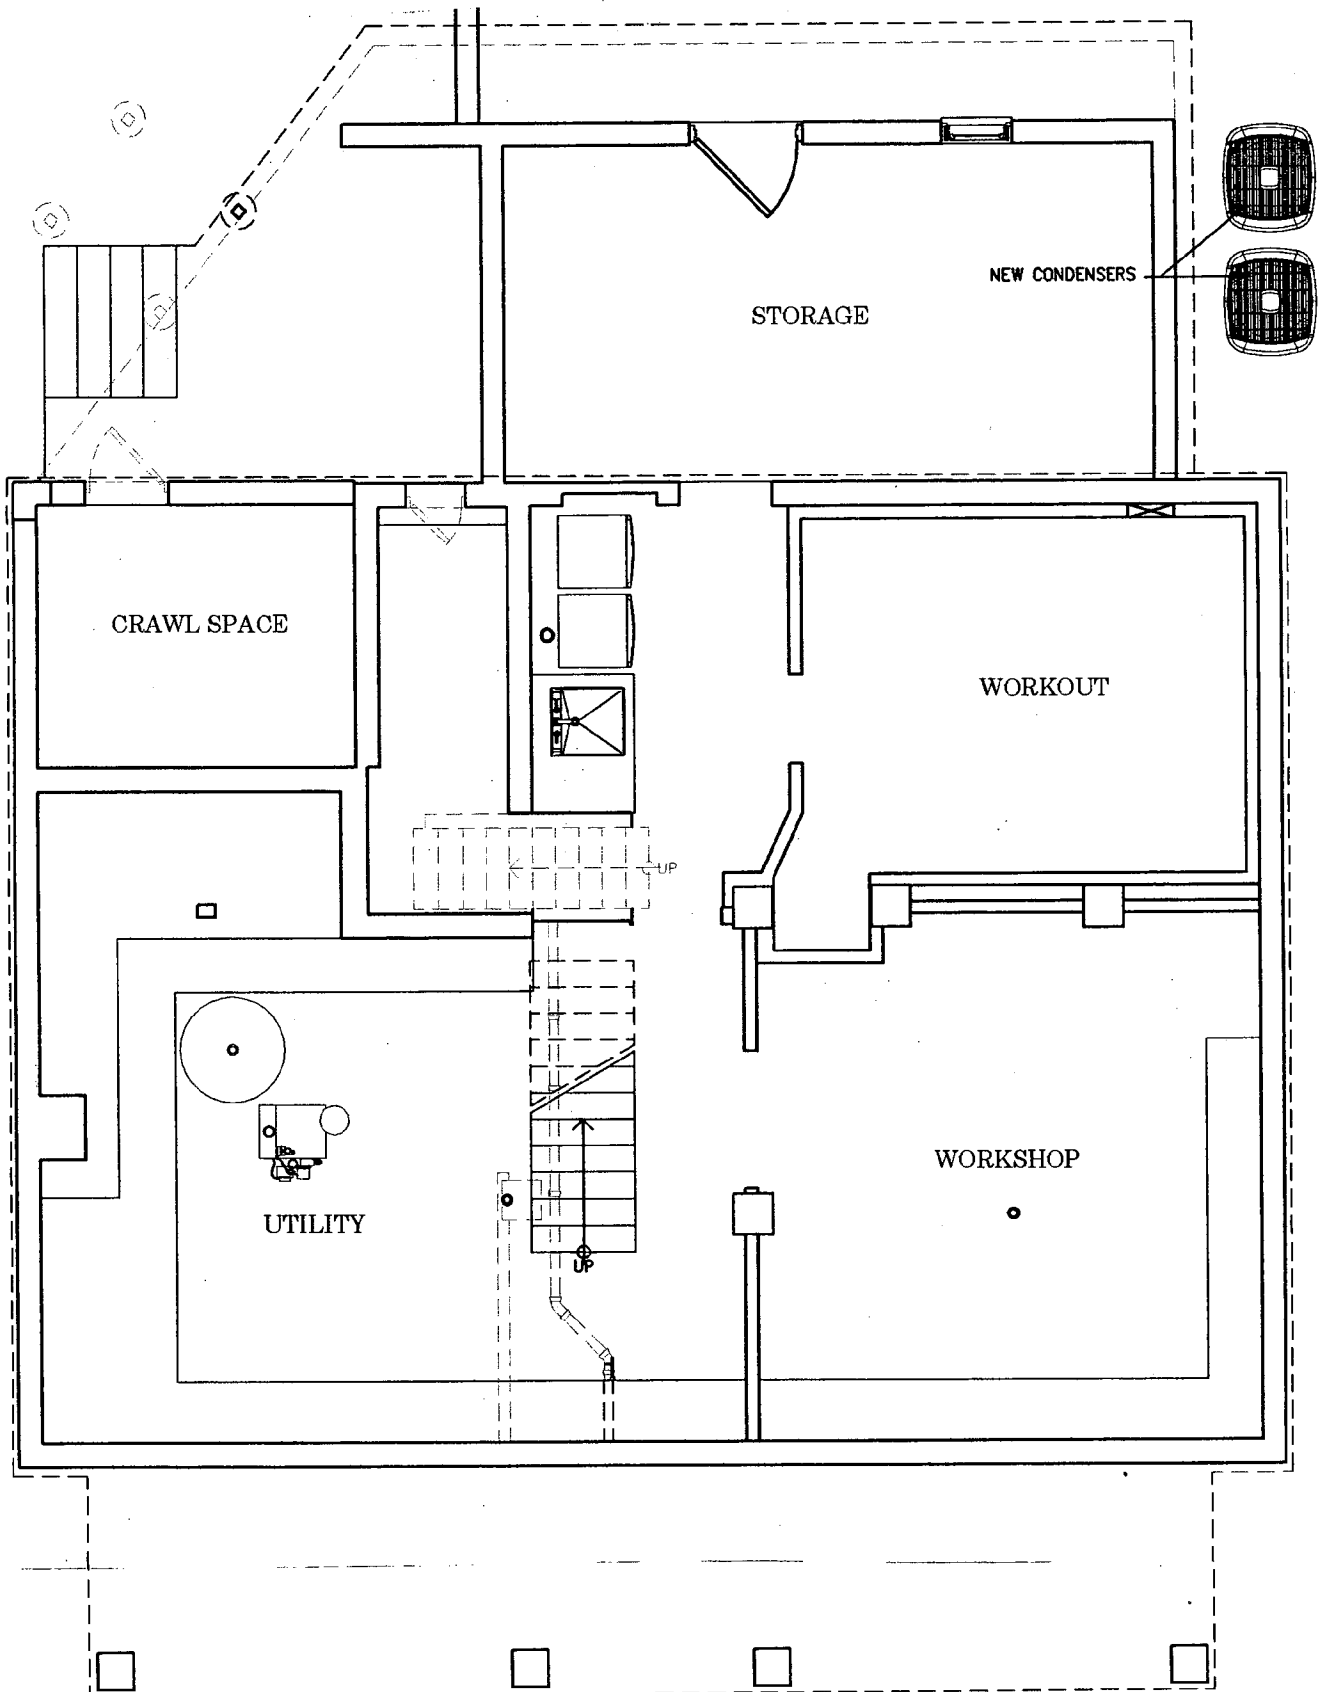 NEW CONDENSERS
STORAGE
CRAWL SPACE
WORKOUT
UP
WORKSHOP
UTILITY
UP